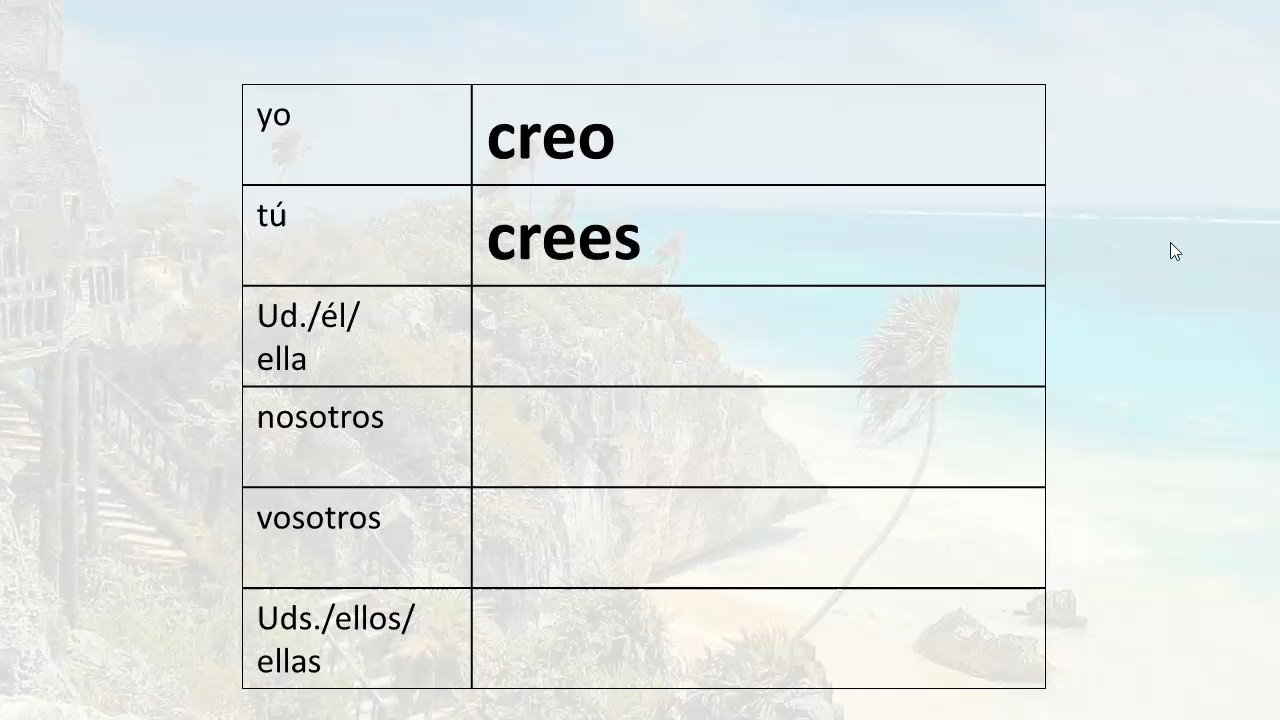 yo
creo
tú
crees
Ud./él/
ella
nosotros
vosotros
Uds./ellos/
ellas